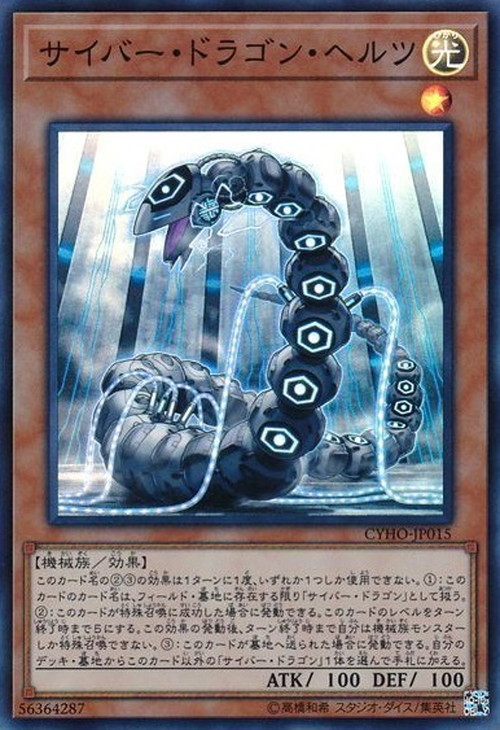 サイバー・ドラゴン・ヘルツ
光
CYHO-JP015
【機械族/効果】
このカード名の②③の効果は1ターンに1度、いずれか1つしか使用できない。①:この
カードのカード名は、フィールド・墓地に存在する限り「サイバー・ドラゴン」として扱う。
②:このカードが特殊召喚に成功した場合に発動できる。このカードのレベルをターン
終了時まで5にする。この効果の発動後、ターン終了時まで自分は機械族モンスター
しか特殊召喚できない。③:このカードが墓地へ送られた場合に発動できる。自分の
デッキ・墓地からこのカード以外の「サイバー・ドラゴン」1体を選んで手札に加える。
ATK/ 100 DEF/ 100
56364287
©高橋和希 スタジオ・ダイス/集英社